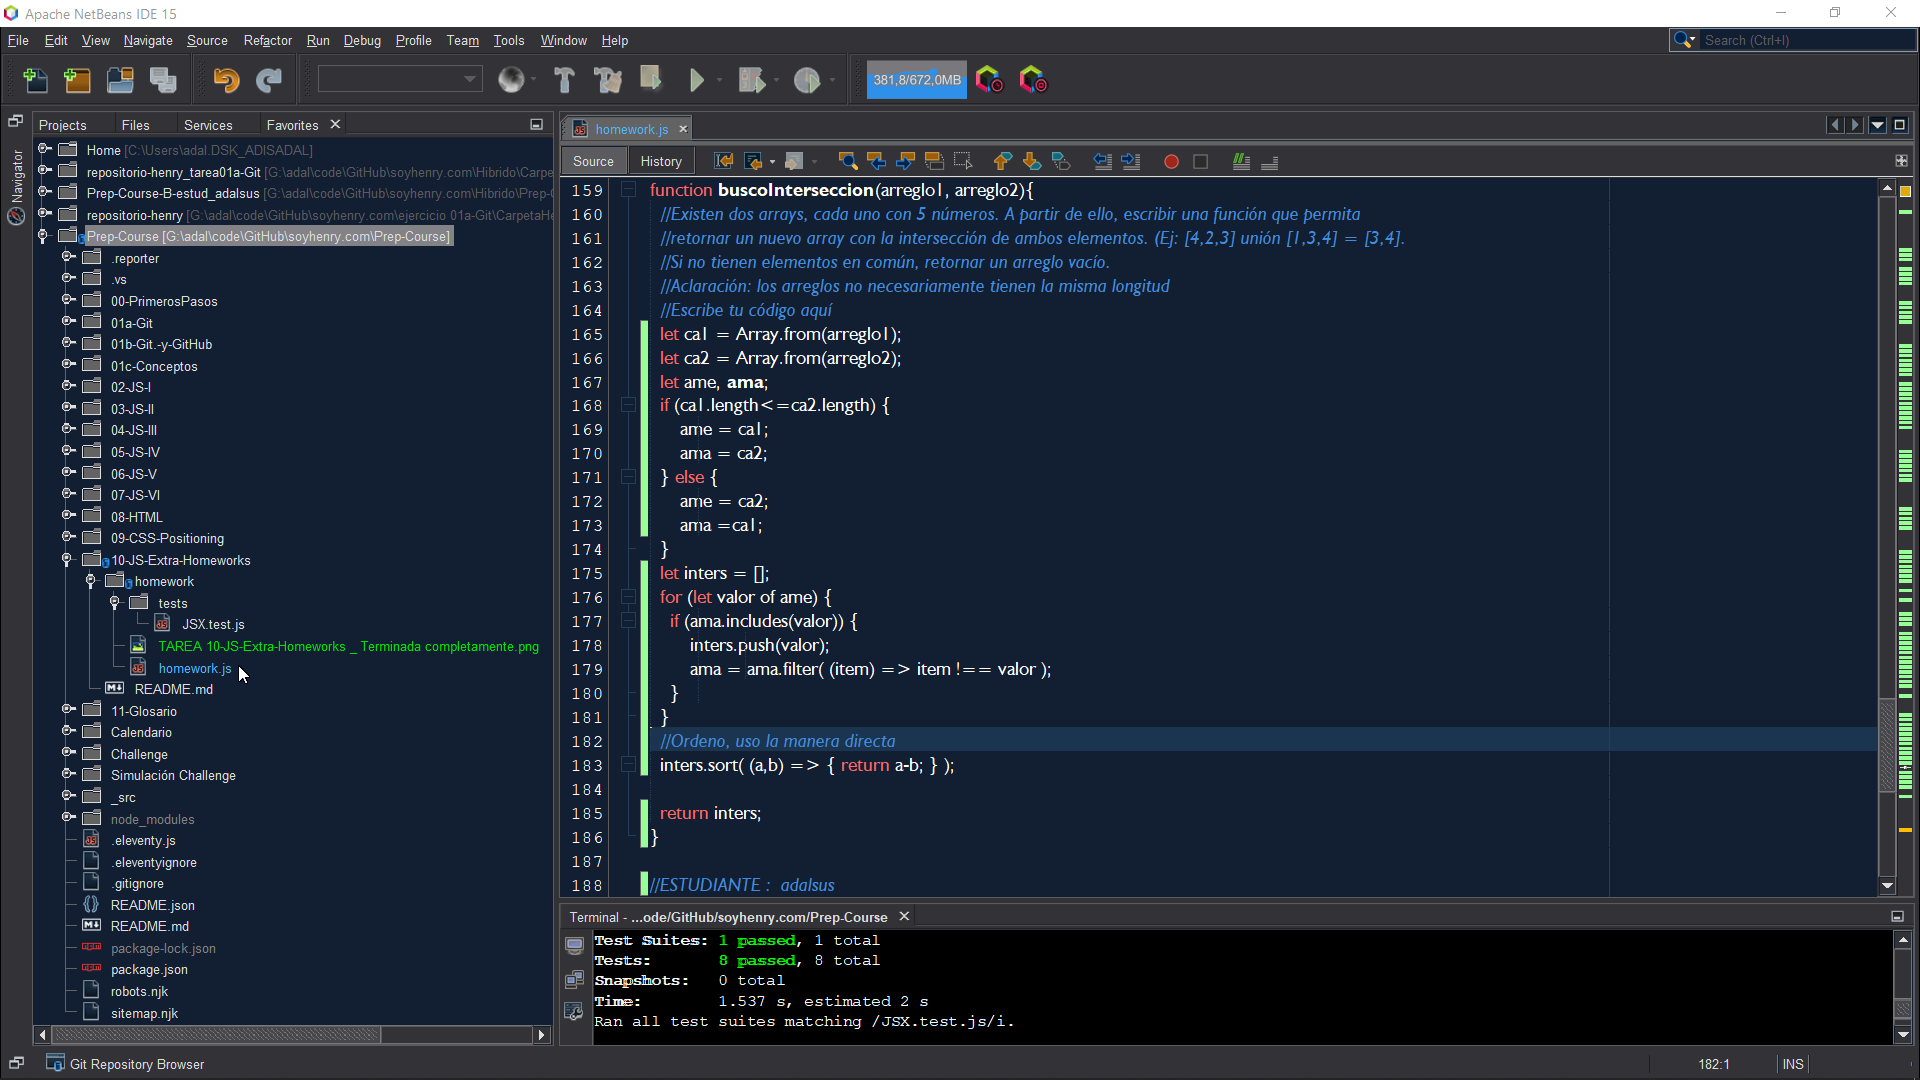 Apache NetBeans IDE 15
File Edit View Navigate Source Refactor Run Debug Profile Team Tools Window Help
Search (Ctrl+I)
381,8/672,0MB
Projects Files Services Favorites
Navigator
Home [C:\Users\adal.DSK_ADISADAL]
repositorio-henry_tarea01a-Git [G:\adal\code\GitHub\soyhenry.com\Hibrido\Carpe
Prep-Course-B-estud_adalsus [G:\adal\code\GitHub\soyhenry.com\Hibrido\Prep-
repositorio-henry [G:\adal\code\GitHub\soyhenry.com\ejercicio 01a-Git\CarpetaHe
Prep-Course [G:\adal\code\GitHub\soyhenry.com\Prep-Course]
.reporter
.vs
00-PrimerosPasos
01a-Git
01b-Git.-y-GitHub
01c-Conceptos
02-JS-I
03-JS-II
04-JS-III
05-JS-IV
06-JS-V
07-JS-VI
08-HTML
09-CSS-Positioning
10-JS-Extra-Homeworks
homework
tests
JSX.test.js
TAREA 10-JS-Extra-Homeworks _ Terminada completamente.png
homework.js
README.md
11-Glosario
Calendario
Challenge
Simulación Challenge
_src
node_modules
.eleventy.js
.eleventyignore
.gitignore
README.json
README.md
package-lock.json
package.json
robots.njk
sitemap.njk
homework.js
Source History
159 function buscoInterseccion(arreglo1, arreglo2){
160 //Existen dos arrays, cada uno con 5 números. A partir de ello, escribir una función que permita
161 //retornar un nuevo array con la intersección de ambos elementos. (Ej: [4,2,3] unión [1,3,4] = [3,4].
162 //Si no tienen elementos en común, retornar un arreglo vacío.
163 //Aclaración: los arreglos no necesariamente tienen la misma longitud
164 //Escribe tu código aquí
165 let ca1 = Array.from(arreglo1);
166 let ca2 = Array.from(arreglo2);
167 let ame, ama;
168 if (ca1.length<=ca2.length) {
169 ame = ca1;
170 ama = ca2;
171 } else {
172 ame = ca2;
173 ama =ca1;
174 }
175 let inters = [];
176 for (let valor of ame) {
177 if (ama.includes(valor)) {
178 inters.push(valor);
179 ama = ama.filter( (item) => item !== valor );
180 }
181 }
182 //Ordeno, uso la manera directa
183 inters.sort( (a,b) => { return a-b; } );
184
185 return inters;
186 }
187
188 //ESTUDIANTE : adalsus
Terminal - ...ode/GitHub/soyhenry.com/Prep-Course
Test Suites: 1 passed, 1 total
Tests: 8 passed, 8 total
Snapshots: 0 total
Time: 1.537 s, estimated 2 s
Ran all test suites matching /JSX.test.js/i.
Git Repository Browser
182:1 INS